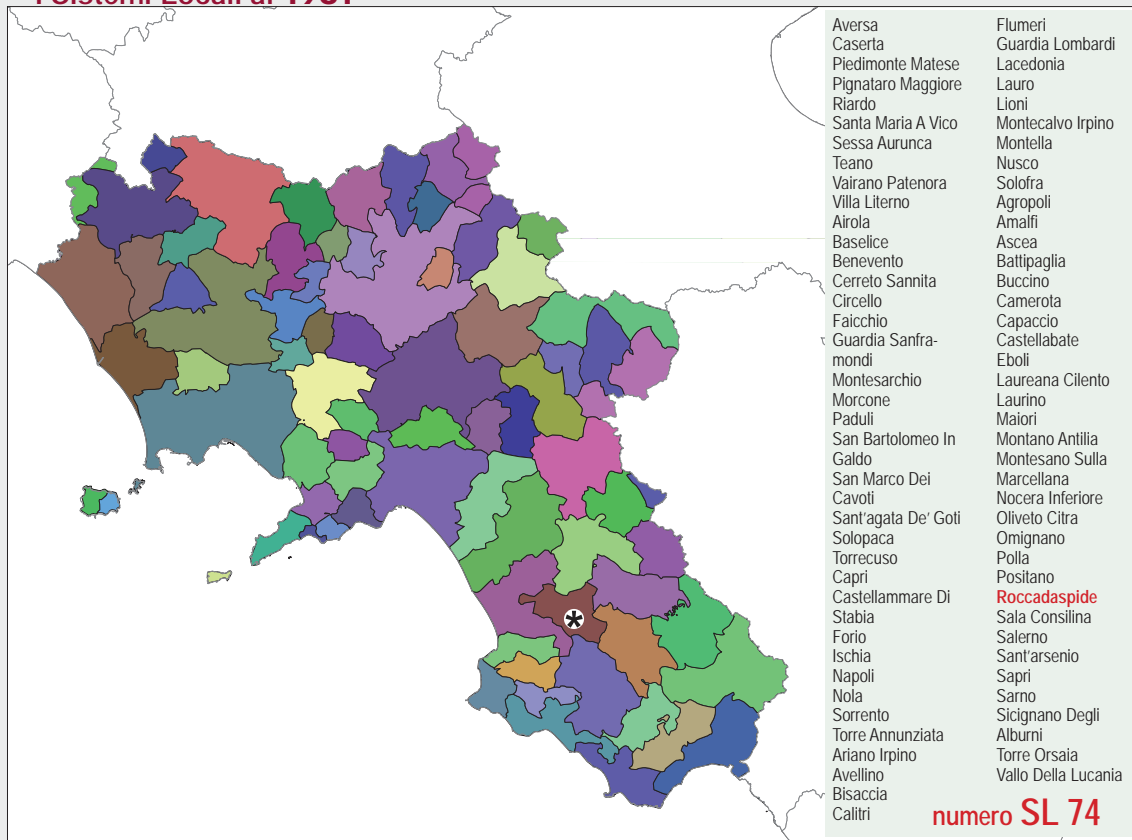 i Sistemi Locali al
Aversa
Caserta
Piedimonte Matese
Pignataro Maggiore
Riardo
Santa Maria A Vico
Sessa Aurunca
Teano
Vairano Patenora
Villa Literno
Airola
Baselice
Benevento
Cerreto Sannita
Circello
Faicchio
Guardia Sanfra-
mondi
Montesarchio
Morcone
Paduli
San Bartolomeo In
Galdo
San Marco Dei
Cavoti
Sant'agata De' Goti
Solopaca
Torrecuso
Capri
Castellammare Di
Stabia
Forio
Ischia
Napoli
Nola
Sorrento
Torre Annunziata
Ariano Irpino
Avellino
Bisaccia
Calitri
Flumeri
Guardia Lombardi
Lacedonia
Lauro
Lioni
Montecalvo Irpino
Montella
Nusco
Solofra
Agropoli
Amalfi
Ascea
Battipaglia
Buccino
Camerota
Capaccio
Castellabate
Eboli
Laureana Cilento
Laurino
Maiori
Montano Antilia
Montesano Sulla
Marcellana
Nocera Inferiore
Oliveto Citra
Omignano
Polla
Positano
Roccadaspide
Sala Consilina
Salerno
Sant'arsenio
Sapri
Sarno
Sicignano Degli
Alburni
Torre Orsaia
Vallo Della Lucania
numero SL 74